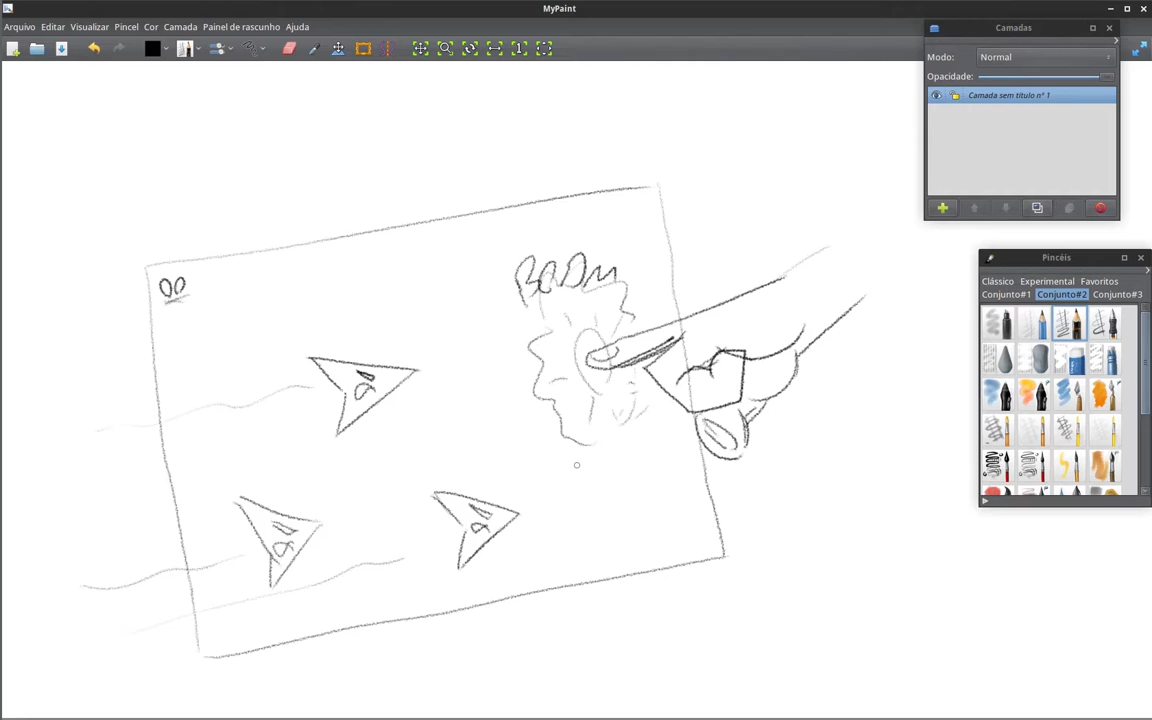 MyPaint
Arquivo Editar Visualizar Pincel Cor Camada Painel de rascunho Ajuda
Camadas
Modo: Normal
Opacidade:
Camada sem título nº 1
Pincéis
Clássico Experimental Favoritos
Conjunto#1 Conjunto#2 Conjunto#3
00
BOOM